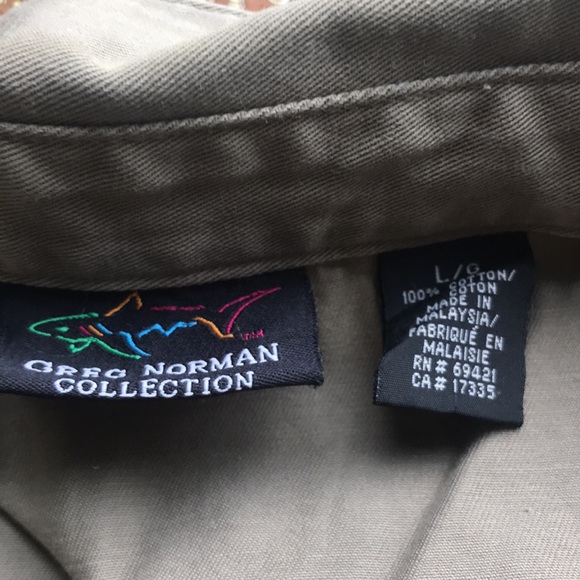 GREG NORMAN
COLLECTION
L/G
100% COTTON/
COTON
MADE IN
MALAYSIA/
FABRIQUÉ EN
MALAISIE
RN# 69421
CA# 17335